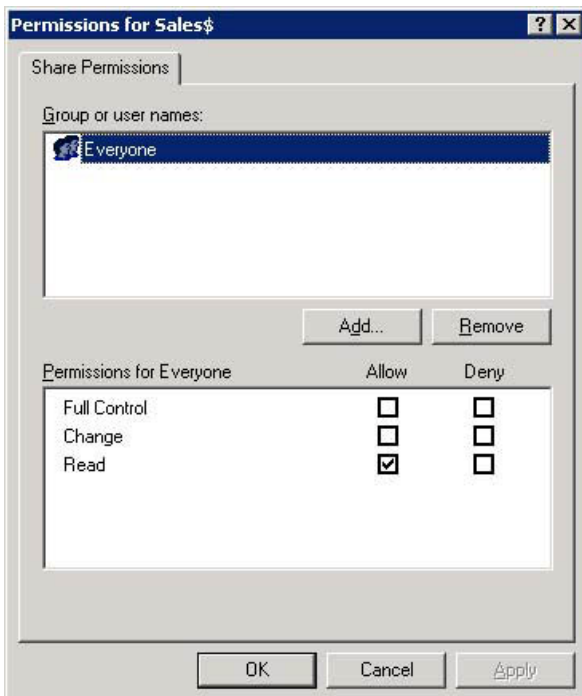 Permissions for Sales$
Share Permissions
Group or user names:
Everyone
Add... Remove
Permissions for Everyone Allow Deny
Full Control
Change
Read
OK Cancel Apply